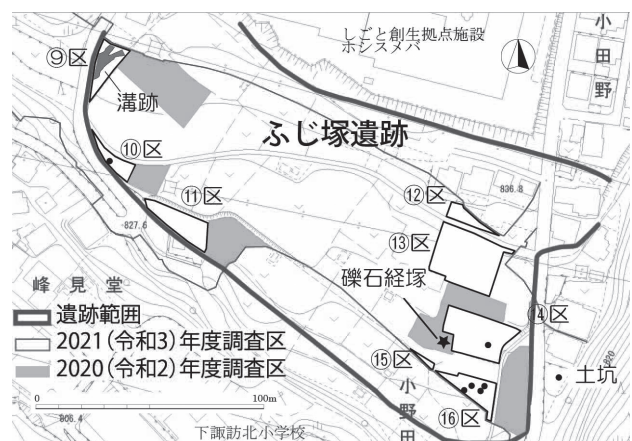 しごと創生拠点施設
ホシスメバ
小田野
⑨区
溝跡
ふじ塚遺跡
⑩区
⑪区
⑫区
836.8
⑬区
827.6
礫石経塚
⑭区
峰見堂
遺跡範囲
2021(令和3)年度調査区
2020(令和2)年度調査区
⑮区
土坑
820
0
100m
小野田
⑯区
806.4
下諏訪北小学校